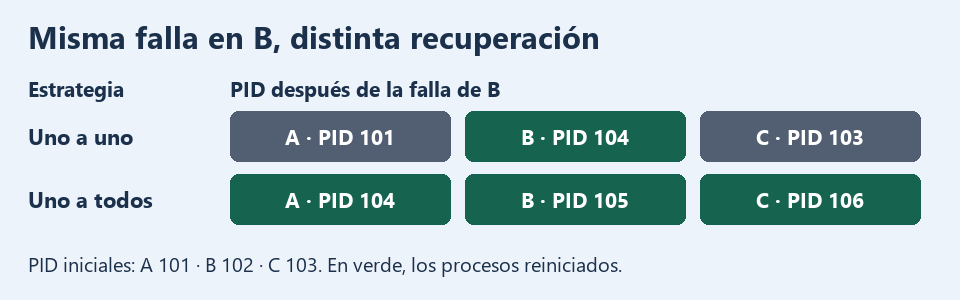 Misma falla en B, distinta recuperación
Estrategia PID después de la falla de B
Uno a uno A · PID 101 B · PID 104 C · PID 103
Uno a todos A · PID 104 B · PID 105 C · PID 106
PID iniciales: A 101 · B 102 · C 103. En verde, los procesos reiniciados.